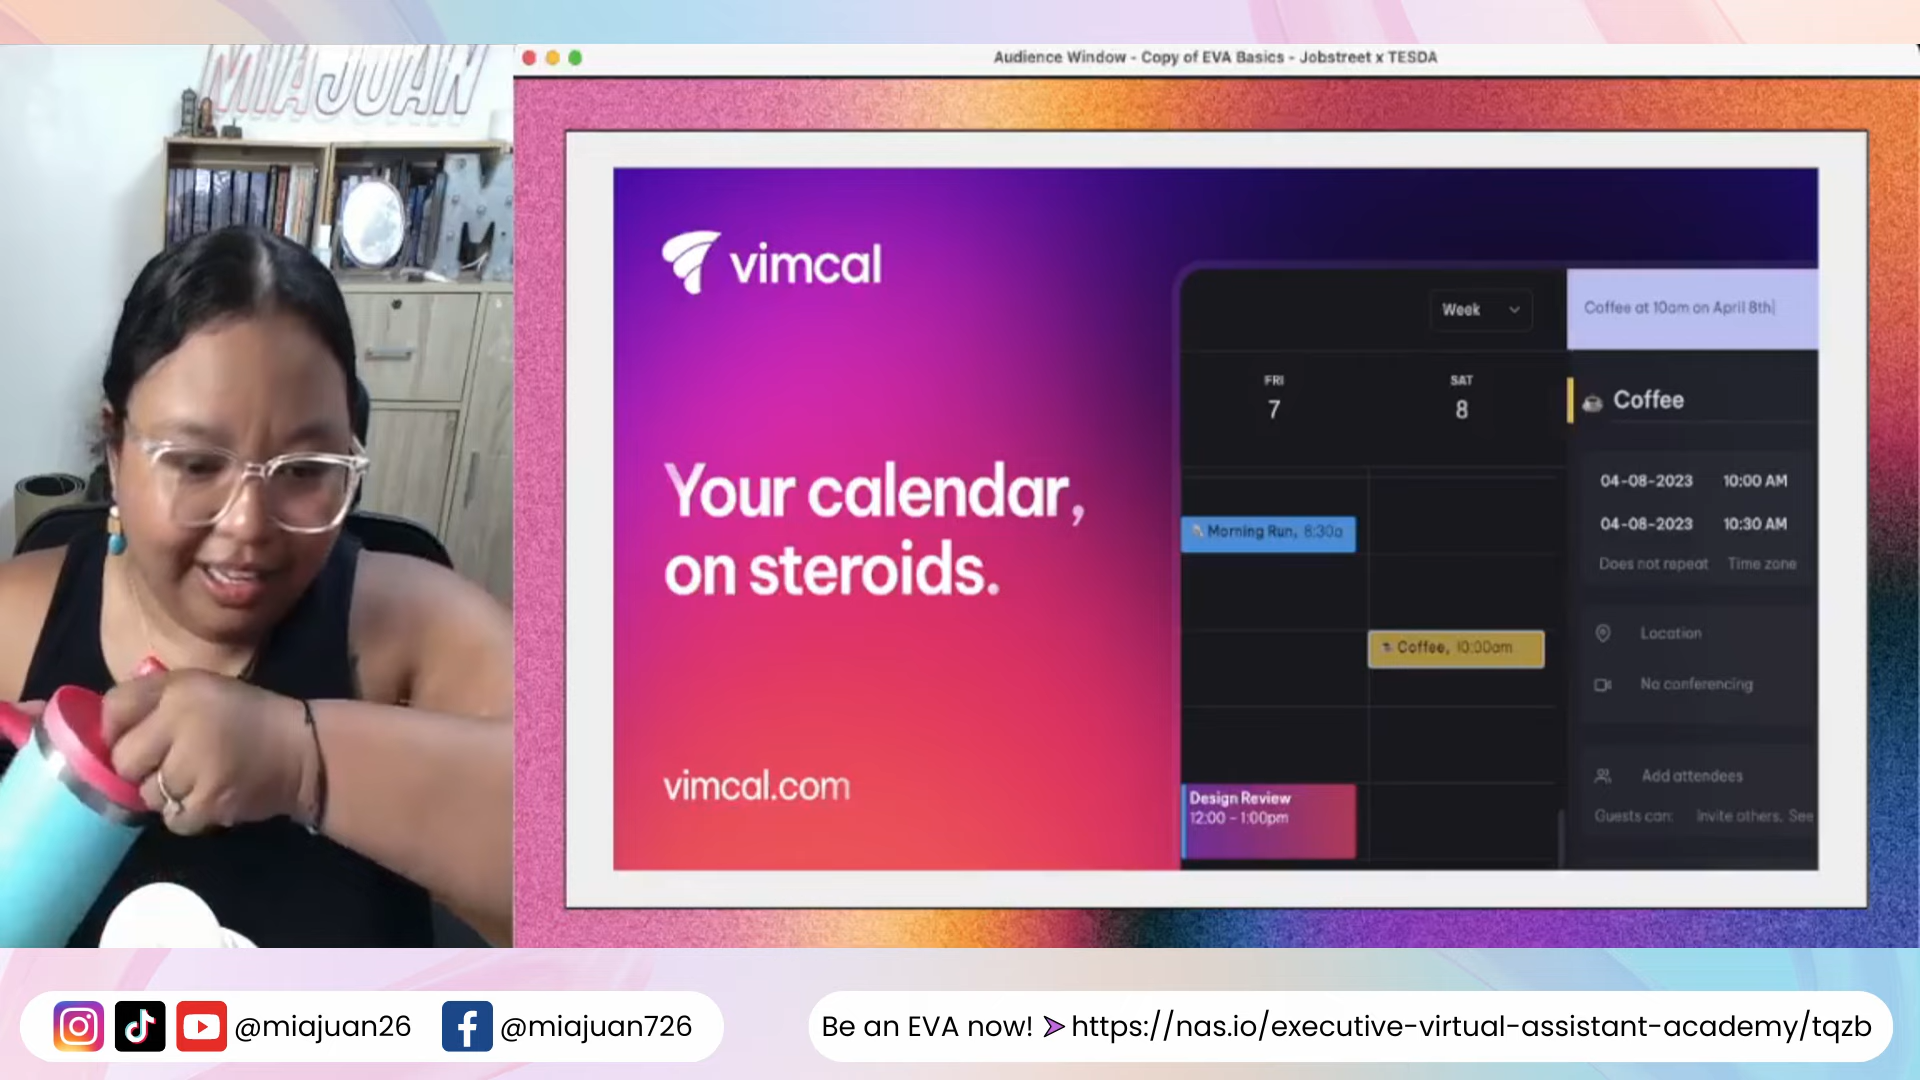 MIAJUAN
Audience Window - Copy of EVA Basics - Jobstreet x TESDA
vimcal
Your calendar,
on steroids.
vimcal.com
Week
Coffee at 10am on April 8th
FRI
7
SAT
8
Coffee
04-08-2023 10:00 AM
04-08-2023 10:30 AM
Does not repeat Time zone
Morning Run, 8:30a
Coffee, 10:00am
Location
No conferencing
Add attendees
Guests can: Invite others, See
Design Review
12:00 – 1:00pm
@miajuan26
@miajuan726
Be an EVA now! ➤ https://nas.io/executive-virtual-assistant-academy/tqzb